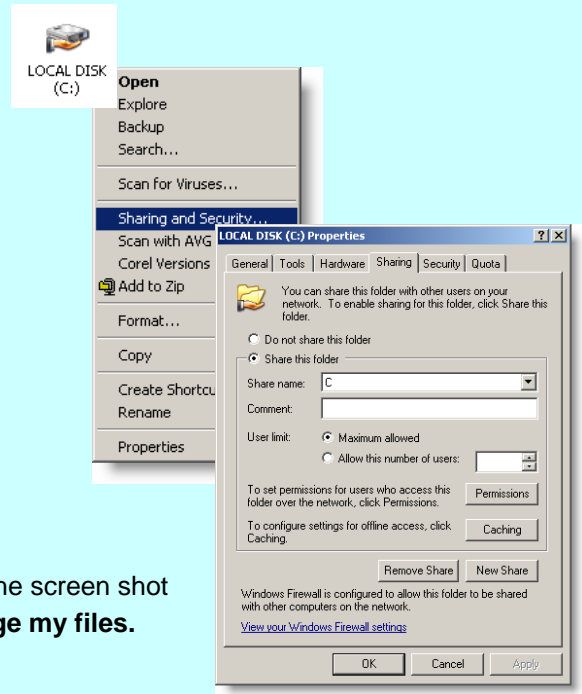 LOCAL DISK
(C:)
Open
Explore
Backup
Search...
Scan for Viruses...
Sharing and Security...
Scan with AVG
Corel Versions
Add to Zip
Format...
Copy
Rename
Properties
LOCAL DISK (C:) Properties
General Tools Hardware Sharing Security Quota
You can share this folder with other users on your
network. To enable sharing for this folder, click Share this
folder.
Do not share this folder
Share this folder
Share name: C
Comment:
User limit: Maximum allowed
Allow this number of users:
To set permissions for users who access this
folder over the network, click Permissions.
Permissions
To configure settings for offline access, click
Caching.
Caching
Remove Share New Share
Windows Firewall is configured to allow this folder to be shared
with other computers on the network.
View your Windows Firewall settings
OK Cancel Apply
screen shot
my files.